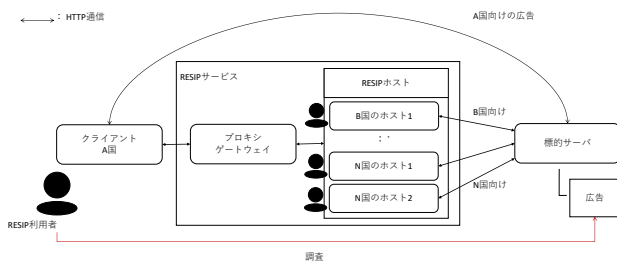 ： HTTP通信
A国向けの広告
RESIPサービス
RESIPホスト
B国のホスト1
：・
N国のホスト1
N国のホスト2
クライアント
A国
プロキシ
ゲートウェイ
B国向け
N国向け
標的サーバ
広告
RESIP利用者
調査